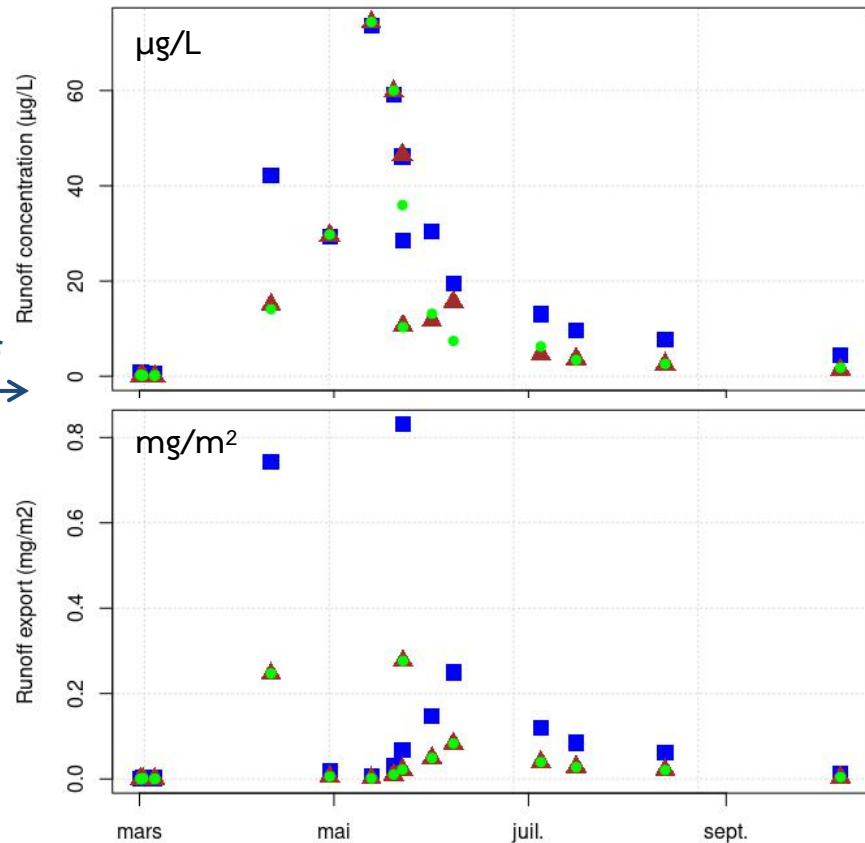 µg/L
Runoff concentration (µg/L)
60
40
20
0
mg/m²
Runoff export (mg/m2)
0.8
0.6
0.4
0.2
0.0
mars mai juil. sept.